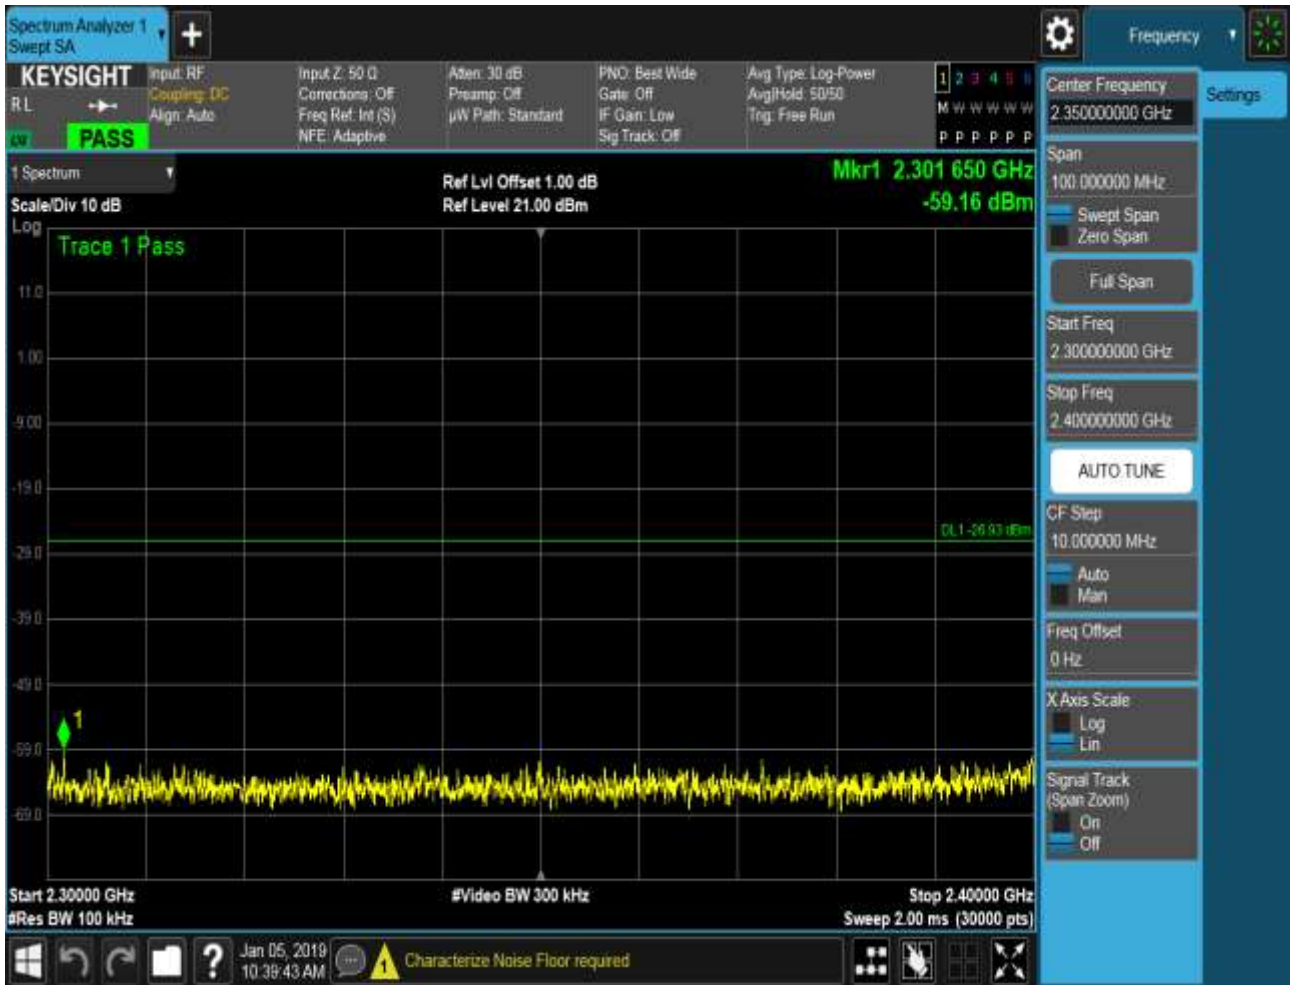 Spectrum Analyzer 1
Swept SA
+
Frequency
KEYSIGHT
R L
PASS
Input: RF
Coupling: DC
Align: Auto
Input Z: 50 Ω
Corrections: Off
Freq Ref: Int (S)
NFE: Adaptive
Atten: 30 dB
Preamp: Off
µW Path: Standard
PNO: Best Wide
Gate: Off
IF Gain: Low
Sig Track: Off
Avg Type: Log-Power
Avg|Hold: 50/50
Trig: Free Run
1 2 3 4 5 6
M W W W W W
P P P P P P
1 Spectrum
Scale/Div 10 dB
Log
Ref Lvl Offset 1.00 dB
Ref Level 21.00 dBm
Mkr1 2.301 650 GHz
-59.16 dBm
Trace 1 Pass
11.0
1.00
-9.00
-19.0
DL1 -26.93 dBm
-29.0
-39.0
-49.0
1
-59.0
-69.0
Start 2.30000 GHz
#Res BW 100 kHz
#Video BW 300 kHz
Stop 2.40000 GHz
Sweep 2.00 ms (30000 pts)
Center Frequency
2.350000000 GHz
Settings
Span
100.000000 MHz
Swept Span
Zero Span
Full Span
Start Freq
2.300000000 GHz
Stop Freq
2.400000000 GHz
AUTO TUNE
CF Step
10.000000 MHz
Auto
Man
Freq Offset
0 Hz
X Axis Scale
Log
Lin
Signal Track
(Span Zoom)
On
Off
?
Jan 05, 2019
10:39:43 AM
1
Characterize Noise Floor required